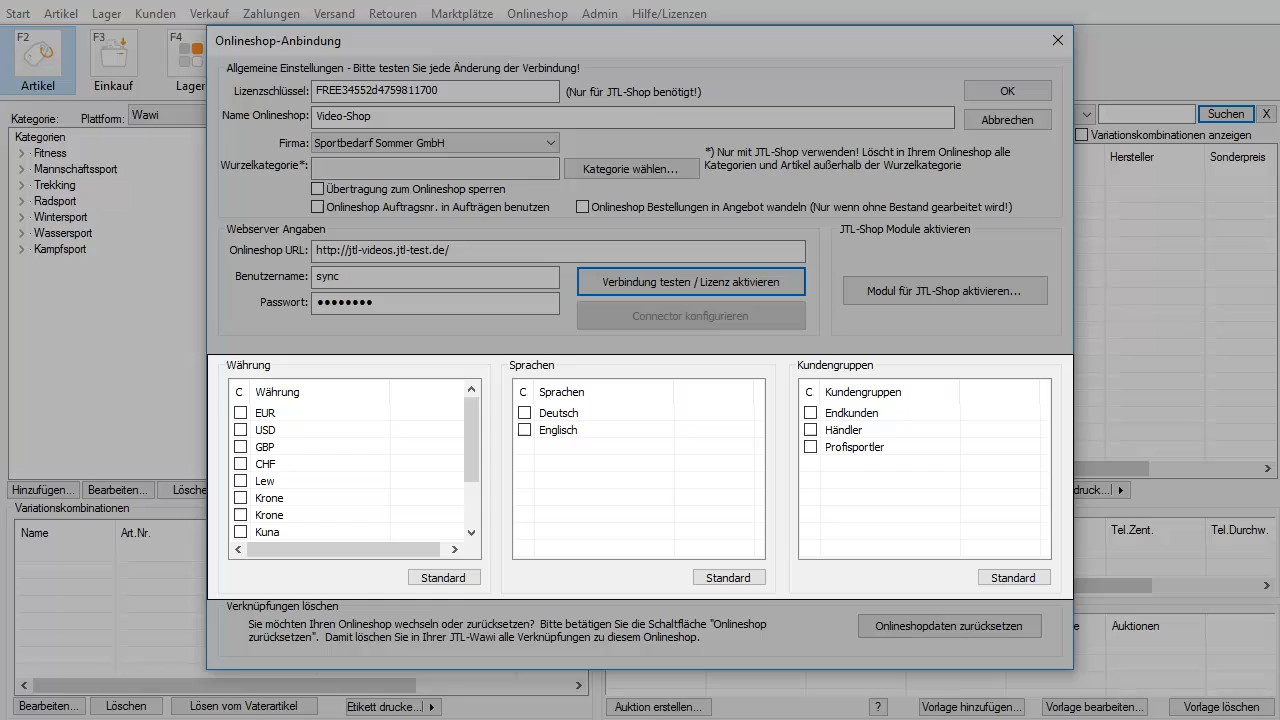 Start Artikel Lager Kunden Verkauf Zahlungen Versand Retouren Marktplätze Onlineshop Admin Hilfe/Lizenzen
F2 F3 F4
Artikel Einkauf Lager
Kategorie: Plattform: Wawi
Suchen X
Variationskombinationen anzeigen
Kategorien
Fitness
Mannschaftssport
Trekking
Radsport
Wintersport
Wassersport
Kampfsport
Hersteller Sonderpreis
Onlineshop-Anbindung
Allgemeine Einstellungen - Bitte testen Sie jede Änderung der Verbindung!
Lizenzschlüssel: FREE34552d4759811700 (Nur für JTL-Shop benötigt!) OK
Name Onlineshop: Video-Shop Abbrechen
Firma: Sportbedarf Sommer GmbH
*) Nur mit JTL-Shop verwenden! Löscht in Ihrem Onlineshop alle
Kategorien und Artikel außerhalb der Wurzelkategorie
Wurzelkategorie*: Kategorie wählen...
Übertragung zum Onlineshop sperren
Onlineshop Auftragsnr. in Aufträgen benutzen Onlineshop Bestellungen in Angebot wandeln (Nur wenn ohne Bestand gearbeitet wird!)
Webserver Angaben JTL-Shop Module aktivieren
Onlineshop URL: http://jtl-videos.jtl-test.de/
Benutzername: sync Verbindung testen / Lizenz aktivieren Modul für JTL-Shop aktivieren...
Passwort: ●●●●●●●● Connector konfigurieren
Währung
C Währung
EUR
USD
GBP
CHF
Lew
Krone
Krone
Kuna
Standard
Sprachen
C Sprachen
Deutsch
Englisch
Standard
Kundengruppen
C Kundengruppen
Endkunden
Händler
Profisportler
Standard
Verknüpfungen löschen
Sie möchten Ihren Onlineshop wechseln oder zurücksetzen? Bitte betätigen Sie die Schaltfläche "Onlineshop
zurücksetzen". Damit löschen Sie in Ihrer JTL-Wawi alle Verknüpfungen zu diesem Onlineshop.
Onlineshopdaten zurücksetzen
Hinzufügen... Bearbeiten... Lösche
Variationskombinationen
Name Art.Nr.
druck...
Tel.Zent. Tel.Durchw.
e Auktionen
Bearbeiten... Löschen Lösen vom Vaterartikel Etikett drucke... Auktion erstellen... ? Vorlage hinzufügen... Vorlage bearbeiten... Vorlage löschen